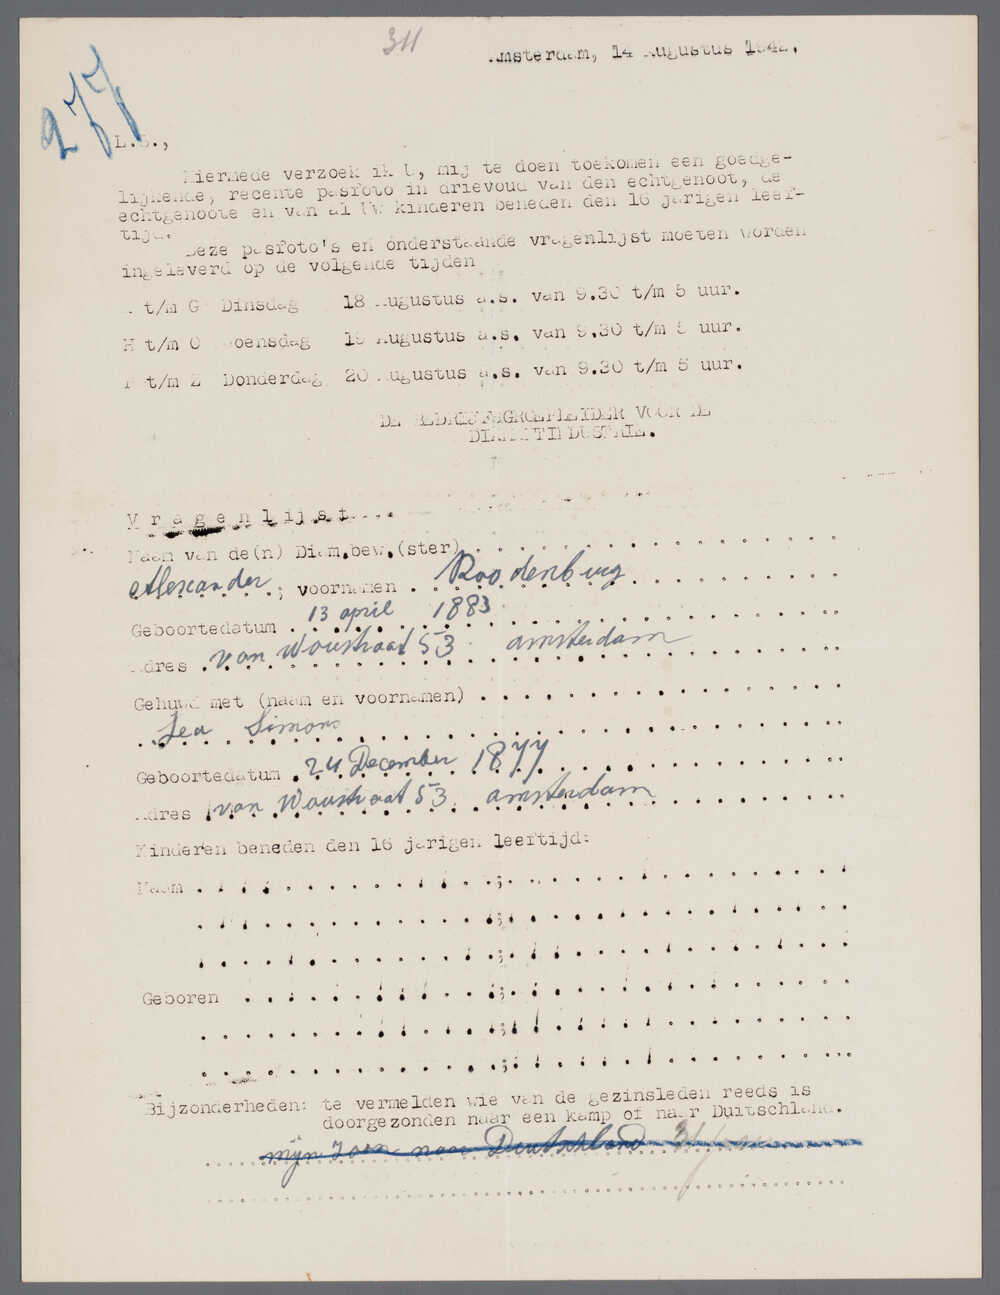 311
277
Amsterdam, 14 Augustus 1942.
L.S.,
Hiermede verzoek ik U, mij te doen toekomen een goedge-
lijkende, recente pasfoto in drievoud van den echtgenoot, de
echtgenoote en van al Uw kinderen beneden den 16 jarigen leef-
tijd.
Deze pasfoto's en onderstaande vragenlijst moeten worden
ingeleverd op de volgende tijden
A t/m G Dinsdag 18 Augustus a.s. van 9.30 t/m 5 uur.
H t/m O Woensdag 19 Augustus a.s. van 9.30 t/m 5 uur.
P t/m Z Donderdag 20 Augustus a.s. van 9.30 t/m 5 uur.
DE BEDRIJFSGROEPLEIDER VOOR DE
DIAMANTINDUSTRIE.
Vragenlijst....
Naam van de(n) Diam.bew.(ster)
Alexander ; voornamen Roodenburg
Geboortedatum 13 april 1883
Adres van Woustraat 53 amsterdam
Gehuwd met (naam en voornamen)
Lea Simons
Geboortedatum 24 December 1877
Adres van Woustraat 53 amsterdam
Kinderen beneden den 16 jarigen leeftijd:
Naam
Geboren
Bijzonderheden: te vermelden wie van de gezinsleden reeds is
doorgezonden naar een kamp of naar Duitschland.
mijn zoon naar Deutschland